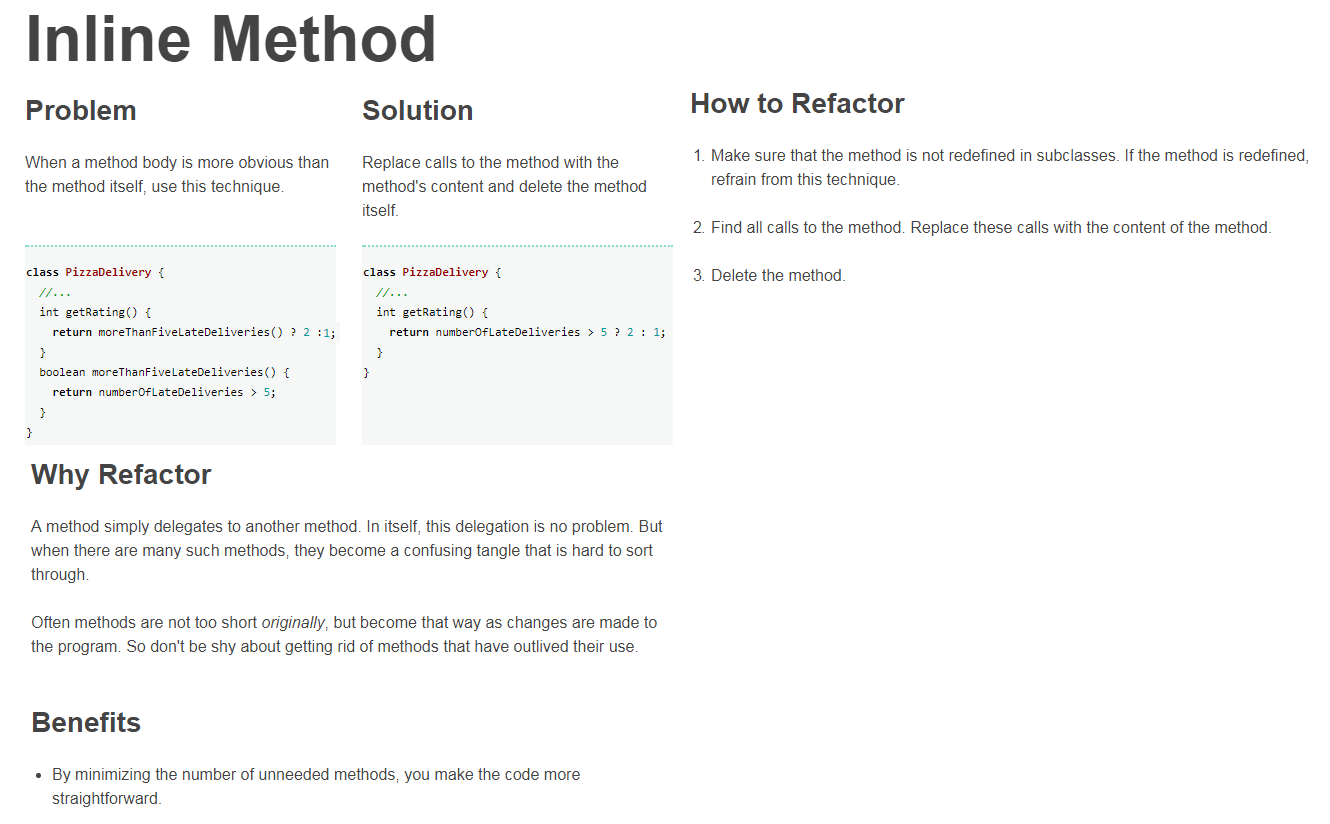 Inline Method
Problem
When a method body is more obvious than
the method itself, use this technique.
class PizzaDelivery {
  //...
  int getRating() {
    return moreThanFiveLateDeliveries() ? 2 :1;
  }
  boolean moreThanFiveLateDeliveries() {
    return numberOfLateDeliveries > 5;
  }
}
Solution
Replace calls to the method with the
method's content and delete the method
itself.
class PizzaDelivery {
  //...
  int getRating() {
    return numberOfLateDeliveries > 5 ? 2 : 1;
  }
}
Why Refactor
A method simply delegates to another method. In itself, this delegation is no problem. But
when there are many such methods, they become a confusing tangle that is hard to sort
through.
Often methods are not too short originally, but become that way as changes are made to
the program. So don't be shy about getting rid of methods that have outlived their use.
Benefits
• By minimizing the number of unneeded methods, you make the code more
straightforward.
How to Refactor
1. Make sure that the method is not redefined in subclasses. If the method is redefined,
refrain from this technique.
2. Find all calls to the method. Replace these calls with the content of the method.
3. Delete the method.